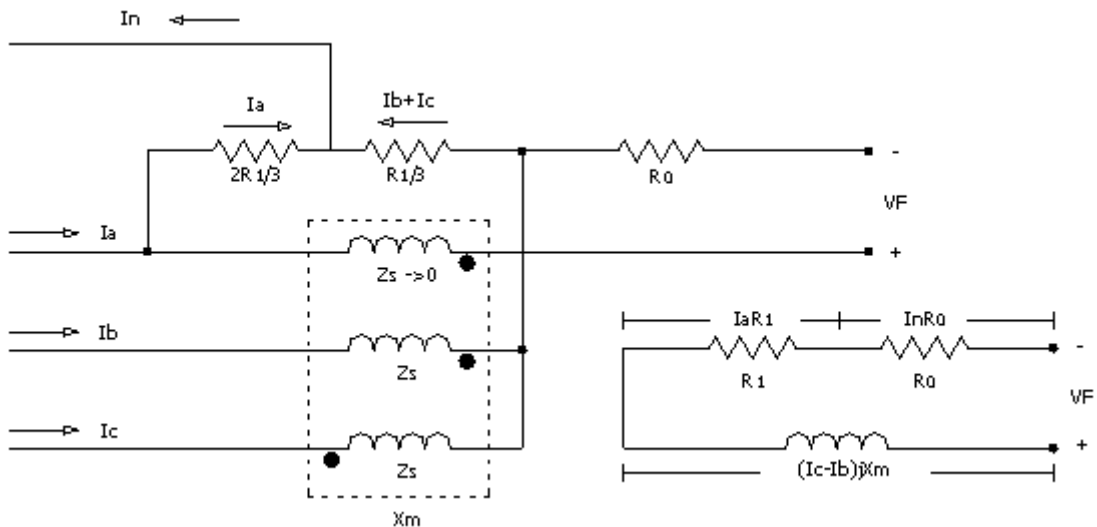 In
Ia
Ib+Ic
2R1/3
R1/3
R0
-
VF
+
Ia
Zs ->0
Ib
Zs
Ic
Zs
Xm
IaR1
InR0
-
R1
R0
VF
+
(Ic-Ib)jXm